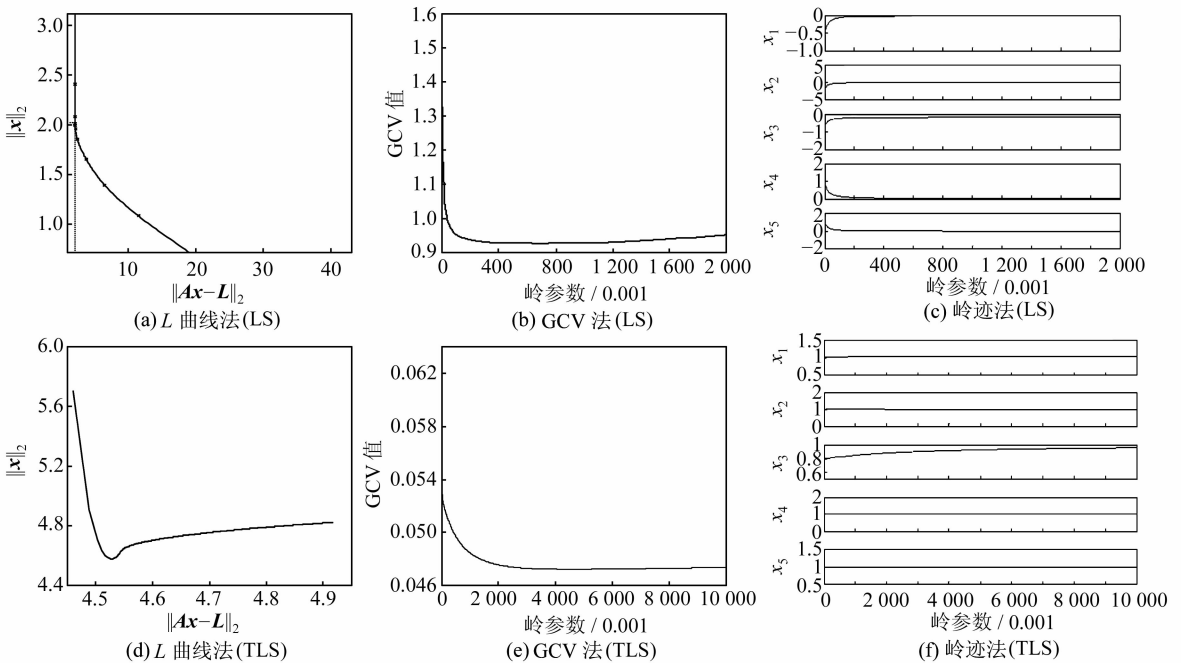 3.0
2.5
2.0
1.5
1.0
‖x‖₂
10 20 30 40
‖Ax−L‖₂
(a) L 曲线法(LS)
1.6
1.5
1.4
1.3
1.2
1.1
1.0
0.9
GCV 值
0 400 800 1 200 1 600 2 000
岭参数 / 0.001
(b) GCV 法(LS)
0
−0.5
−1.0
x₁
5
0
−5
x₂
0
−1
−2
x₃
2
1
0
x₄
2
0
−2
x₅
0 400 800 1 200 1 600 2 000
岭参数 / 0.001
(c) 岭迹法(LS)
6.0
5.6
5.2
4.8
4.4
‖x‖₂
4.5 4.6 4.7 4.8 4.9
‖Ax−L‖₂
(d) L 曲线法(TLS)
0.062
0.058
0.054
0.050
0.046
GCV 值
0 2 000 4 000 6 000 8 000 10 000
岭参数 / 0.001
(e) GCV 法(TLS)
1.5
1
0.5
x₁
2
1
0
x₂
1
0.8
0.6
x₃
2
1
0
x₄
1.5
1
0.5
x₅
0 2 000 4 000 6 000 8 000 10 000
岭参数 / 0.001
(f) 岭迹法(TLS)